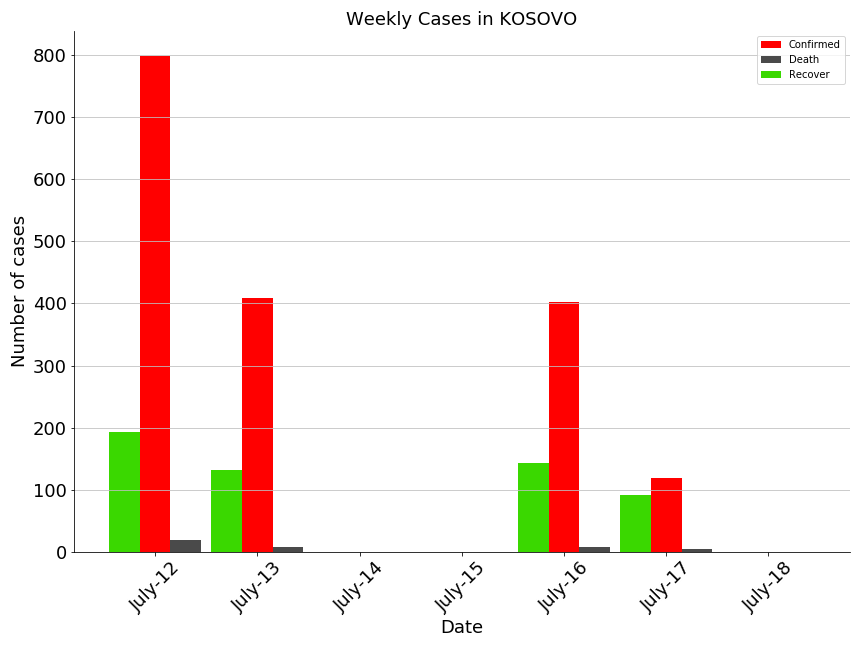 Weekly Cases in KOSOVO
Confirmed
Death
Recover
Number of cases
800
700
600
500
400
300
200
100
0
July-12
July-13
July-14
July-15
July-16
July-17
July-18
Date